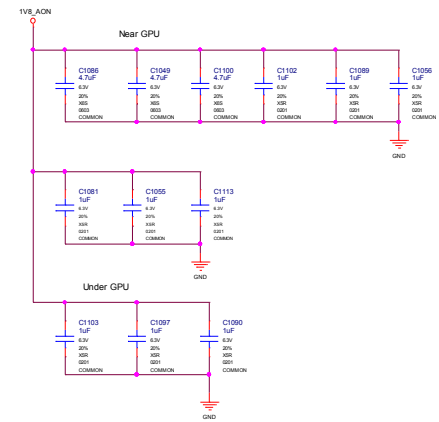 1V8_AON
Near GPU
C1086 C1049 C1100 C1102 C1089 C1056
4.7uF 4.7uF 4.7uF 1uF 1uF 1uF
6.3V 6.3V 6.3V 6.3V 6.3V 6.3V
20% 20% 20% 20% 20% 20%
X6S X6S X6S X5R X5R X5R
0603 0603 0603 0201 0201 0201
COMMON COMMON COMMON COMMON COMMON COMMON
GND
C1081 C1055 C1113
1uF 1uF 1uF
6.3V 6.3V 6.3V
20% 20% 20%
X5R X5R X5R
0201 0201 0201
COMMON COMMON COMMON
GND
Under GPU
C1103 C1097 C1090
1uF 1uF 1uF
6.3V 6.3V 6.3V
20% 20% 20%
X5R X5R X5R
0201 0201 0201
COMMON COMMON COMMON
GND